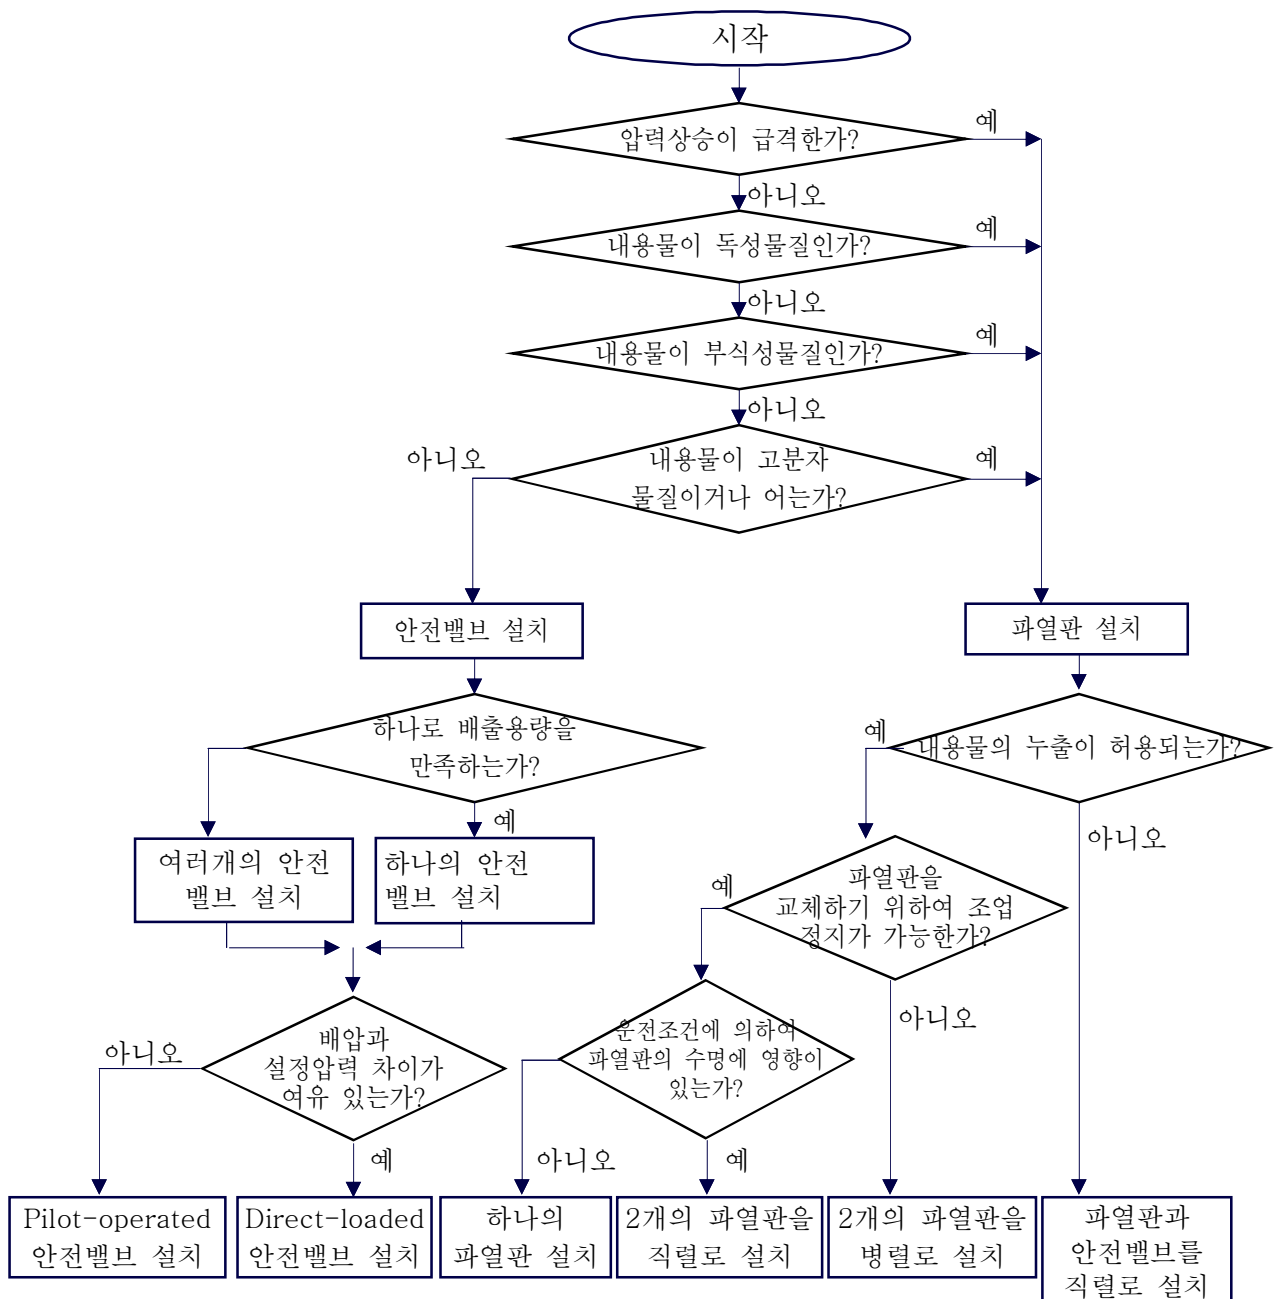 시작
압력상승이 급격한가?
예
아니오
내용물이 독성물질인가?
예
아니오
내용물이 부식성물질인가?
예
아니오
아니오
내용물이 고분자
물질이거나 어는가?
예
안전밸브 설치
파열판 설치
하나로 배출용량을
만족하는가?
예
내용물의 누출이 허용되는가?
예
아니오
여러개의 안전
밸브 설치
하나의 안전
밸브 설치
예
파열판을
교체하기 위하여 조업
정지가 가능한가?
아니오
배압과
설정압력 차이가
여유 있는가?
아니오
예
운전조건에 의하여
파열판의 수명에 영향이
있는가?
아니오
예
Pilot-operated
안전밸브 설치
Direct-loaded
안전밸브 설치
하나의
파열판 설치
2개의 파열판을
직렬로 설치
2개의 파열판을
병렬로 설치
파열판과
안전밸브를
직렬로 설치